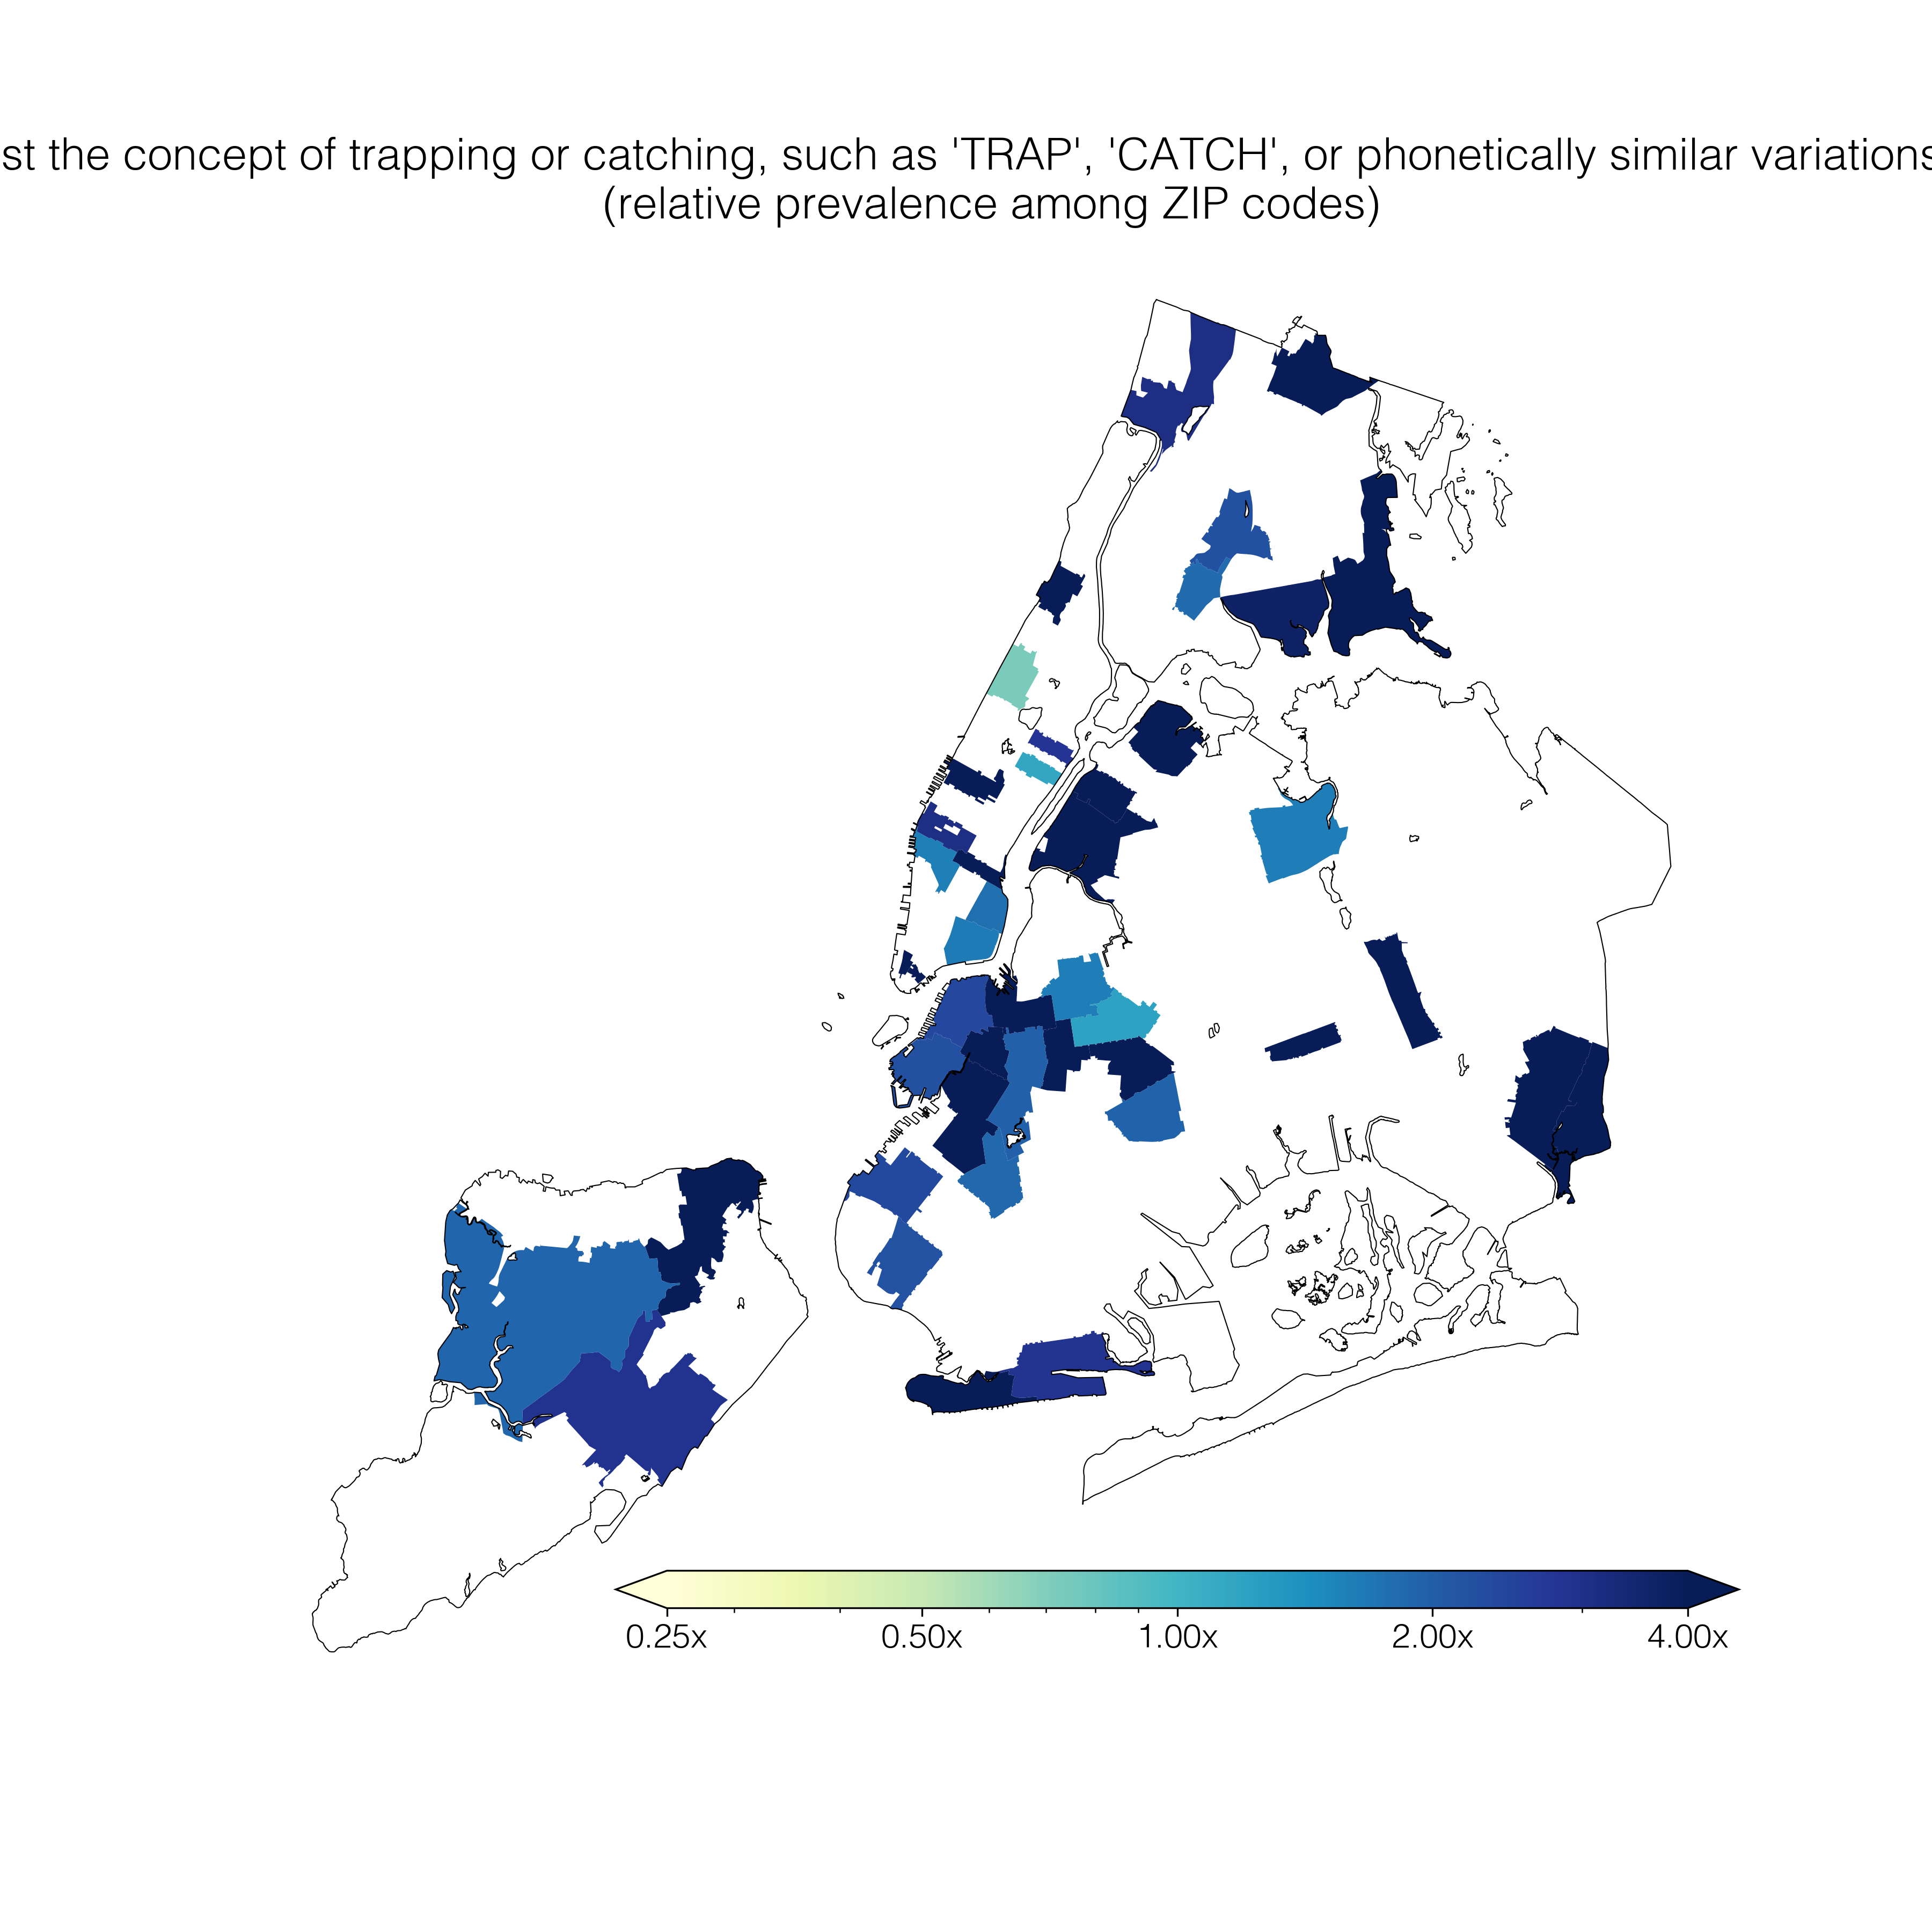 st the concept of trapping or catching, such as 'TRAP', 'CATCH', or phonetically similar variations
(relative prevalence among ZIP codes)
0.25x 0.50x 1.00x 2.00x 4.00x